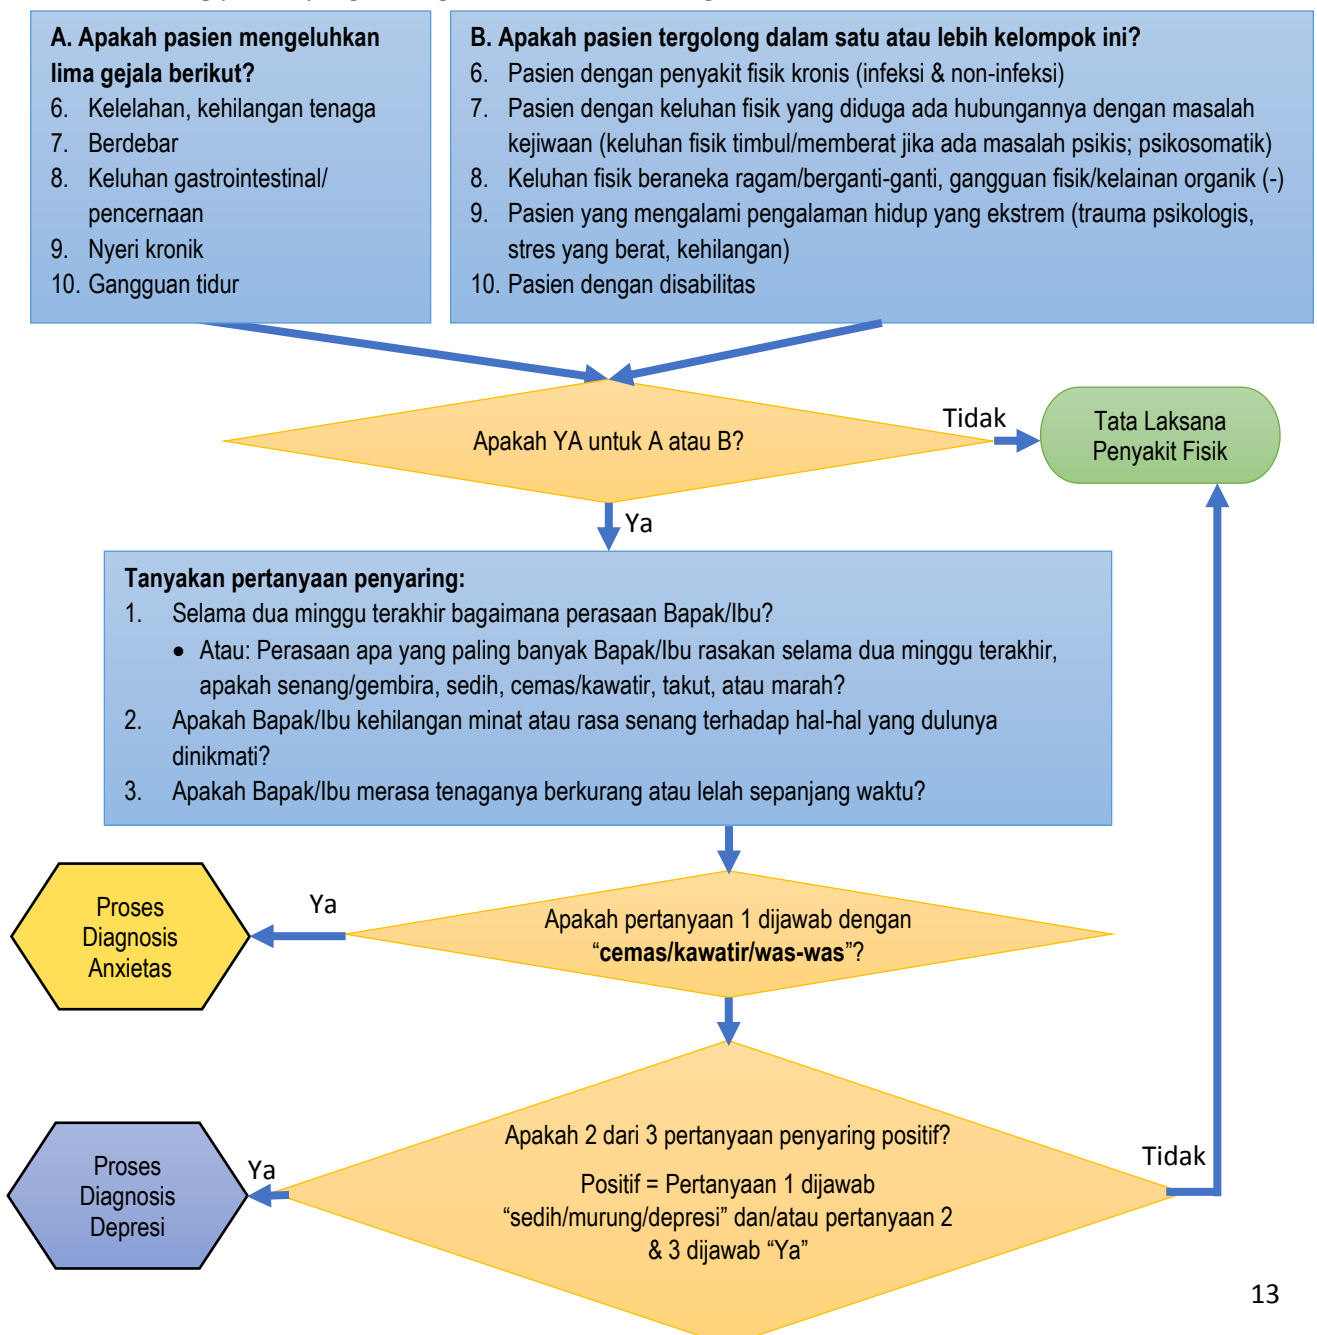 A. Apakah pasien mengeluhkan
lima gejala berikut?
6. Kelelahan, kehilangan tenaga
7. Berdebar
8. Keluhan gastrointestinal/
pencernaan
9. Nyeri kronik
10. Gangguan tidur
B. Apakah pasien tergolong dalam satu atau lebih kelompok ini?
6. Pasien dengan penyakit fisik kronis (infeksi & non-infeksi)
7. Pasien dengan keluhan fisik yang diduga ada hubungannya dengan masalah
kejiwaan (keluhan fisik timbul/memberat jika ada masalah psikis; psikosomatik)
8. Keluhan fisik beraneka ragam/berganti-ganti, gangguan fisik/kelainan organik (-)
9. Pasien yang mengalami pengalaman hidup yang ekstrem (trauma psikologis,
stres yang berat, kehilangan)
10. Pasien dengan disabilitas
Apakah YA untuk A atau B?
Tidak
Tata Laksana
Penyakit Fisik
Ya
Tanyakan pertanyaan penyaring:
1. Selama dua minggu terakhir bagaimana perasaan Bapak/Ibu?
• Atau: Perasaan apa yang paling banyak Bapak/Ibu rasakan selama dua minggu terakhir,
apakah senang/gembira, sedih, cemas/kawatir, takut, atau marah?
2. Apakah Bapak/Ibu kehilangan minat atau rasa senang terhadap hal-hal yang dulunya
dinikmati?
3. Apakah Bapak/Ibu merasa tenaganya berkurang atau lelah sepanjang waktu?
Apakah pertanyaan 1 dijawab dengan
“cemas/kawatir/was-was”?
Ya
Proses
Diagnosis
Anxietas
Apakah 2 dari 3 pertanyaan penyaring positif?
Positif = Pertanyaan 1 dijawab
“sedih/murung/depresi” dan/atau pertanyaan 2
& 3 dijawab “Ya”
Ya
Proses
Diagnosis
Depresi
Tidak
13